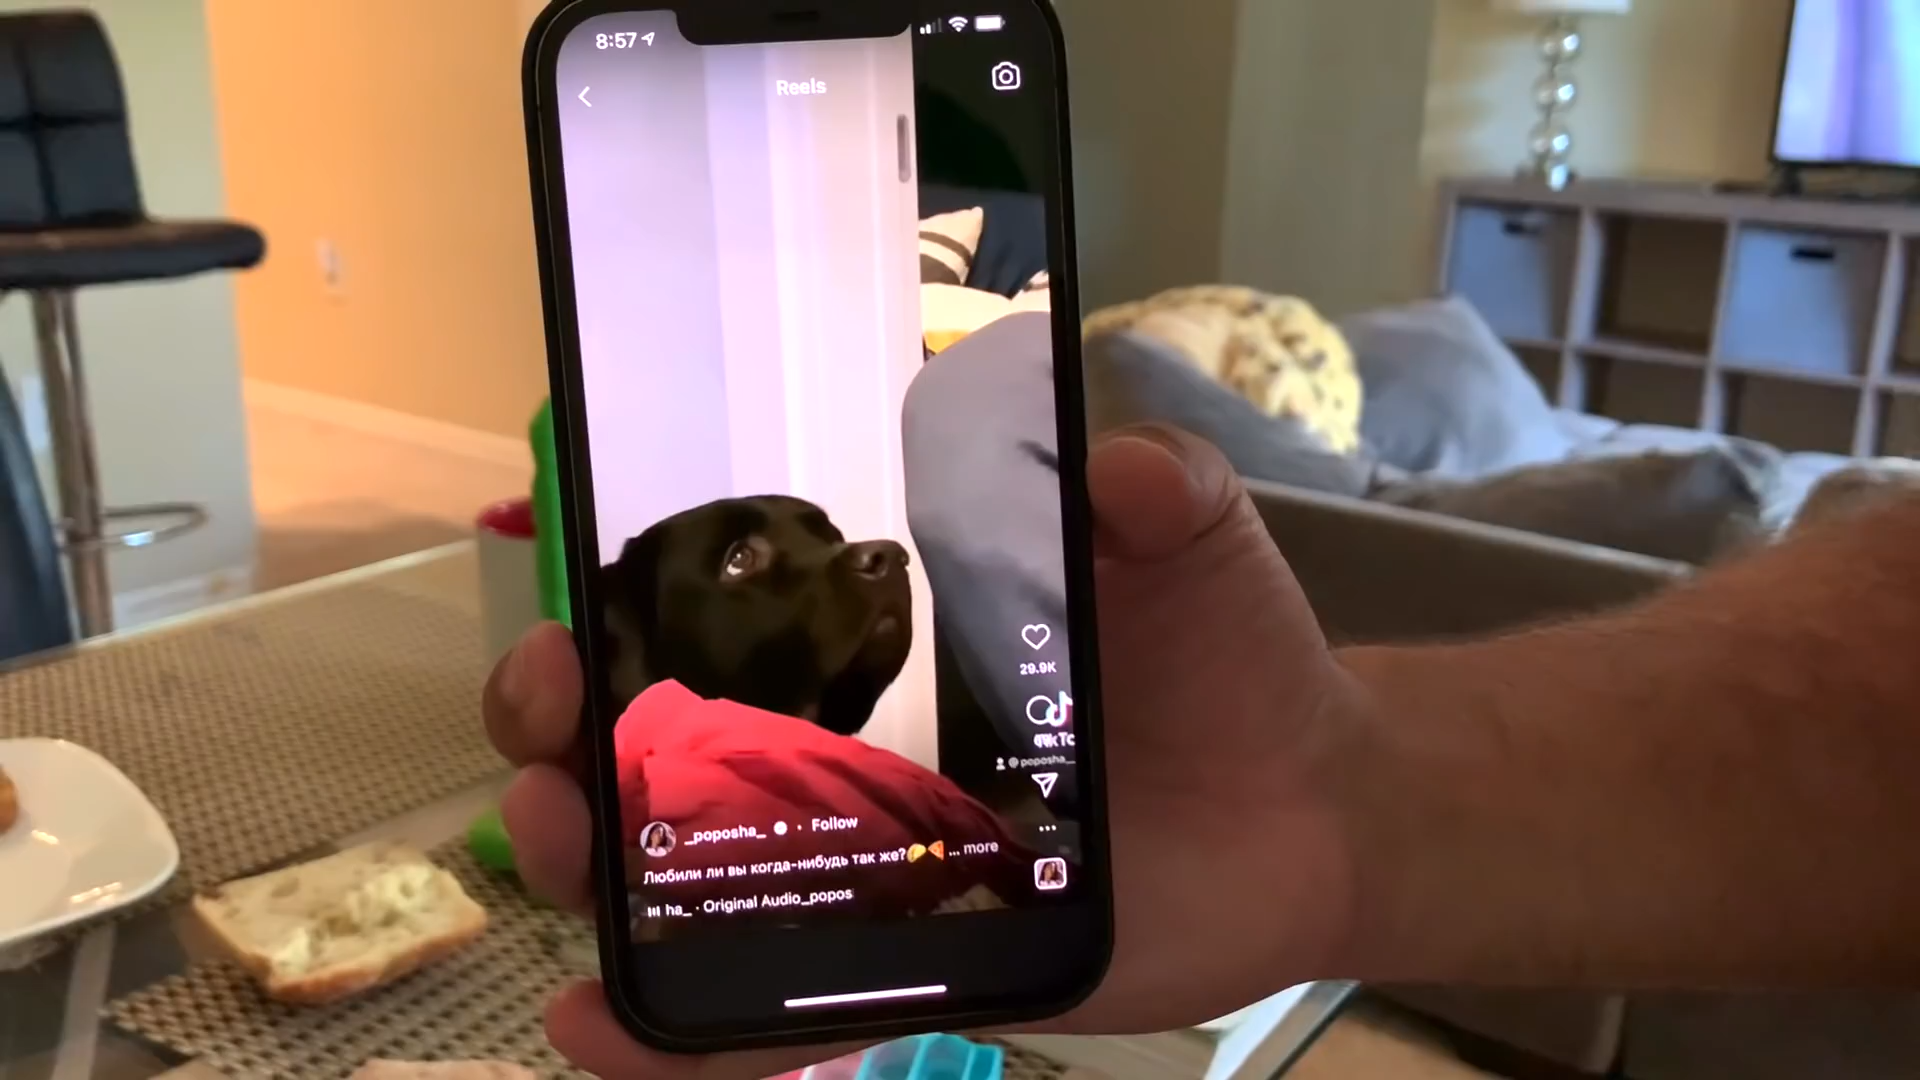 8:57
Reels
29.9K
@poposha_
_poposha_ • Follow
Любили ли вы когда-нибудь так же? ... more
ha_ · Original Audio_popos